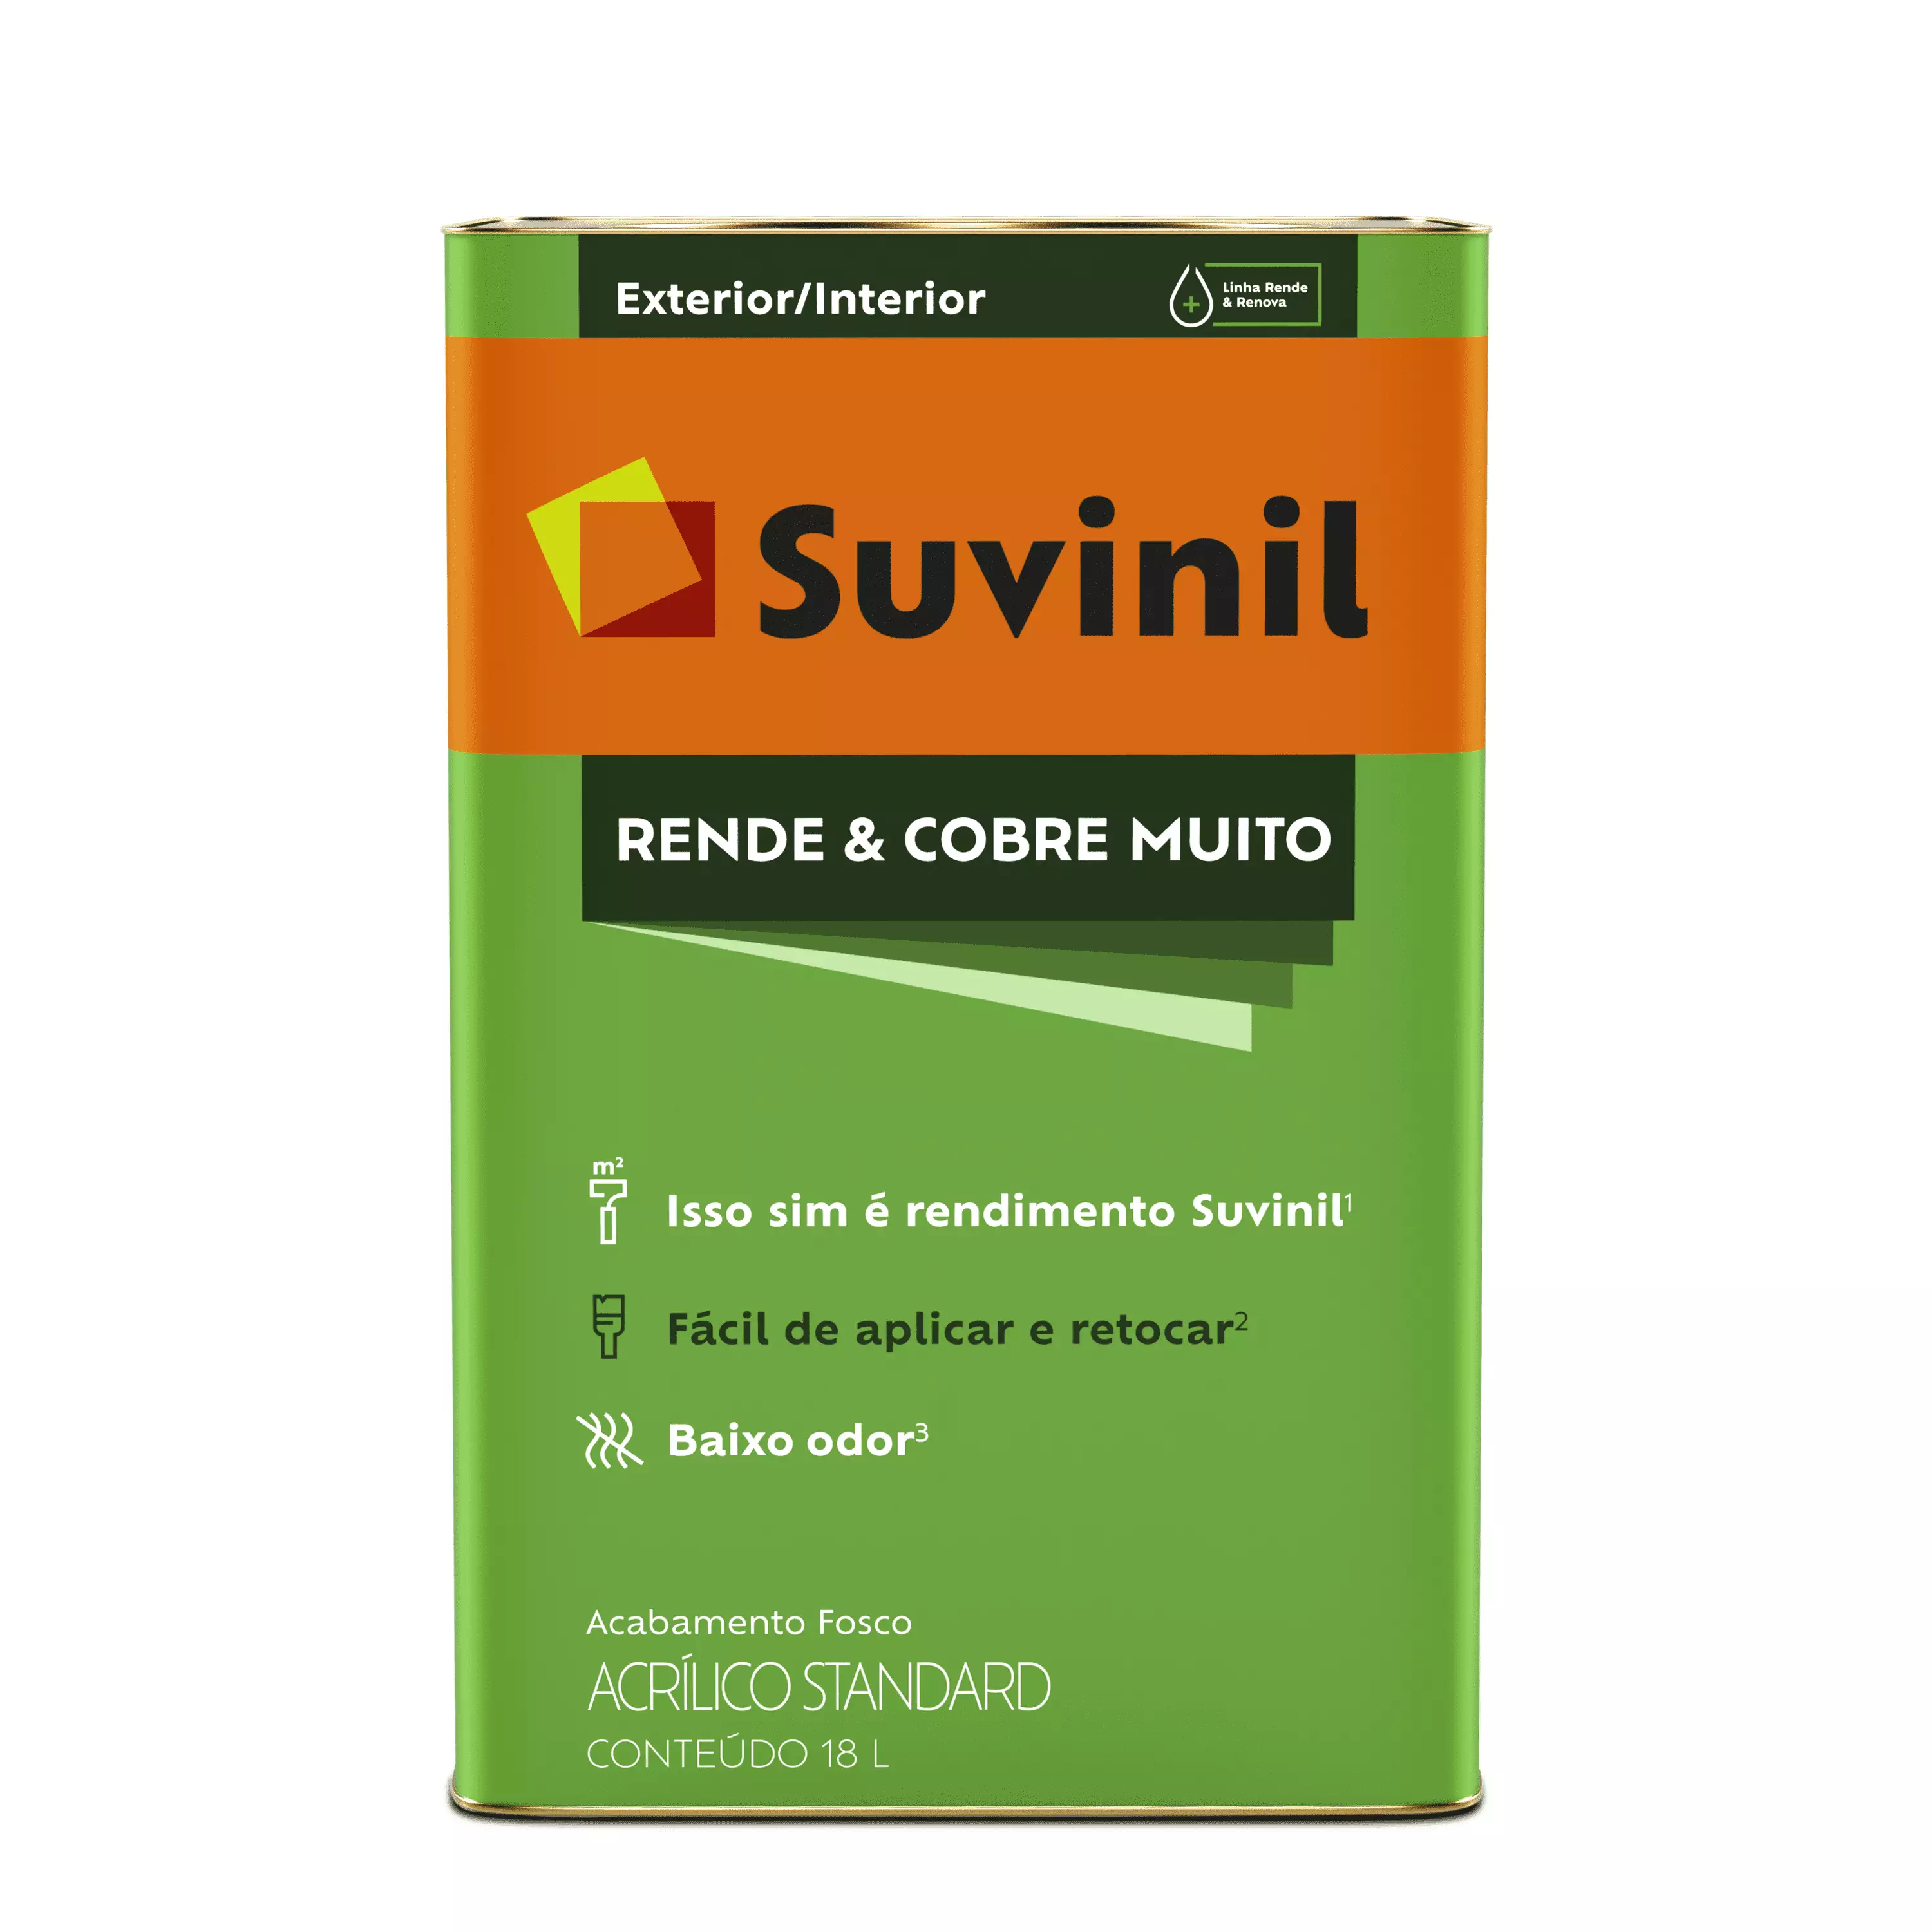 Exterior/Interior
Linha Rende
& Renova
Suvinil
RENDE & COBRE MUITO
m²
Isso sim é rendimento Suvinil¹
Fácil de aplicar e retocar²
Baixo odor³
Acabamento Fosco
ACRÍLICO STANDARD
CONTEÚDO 18 L